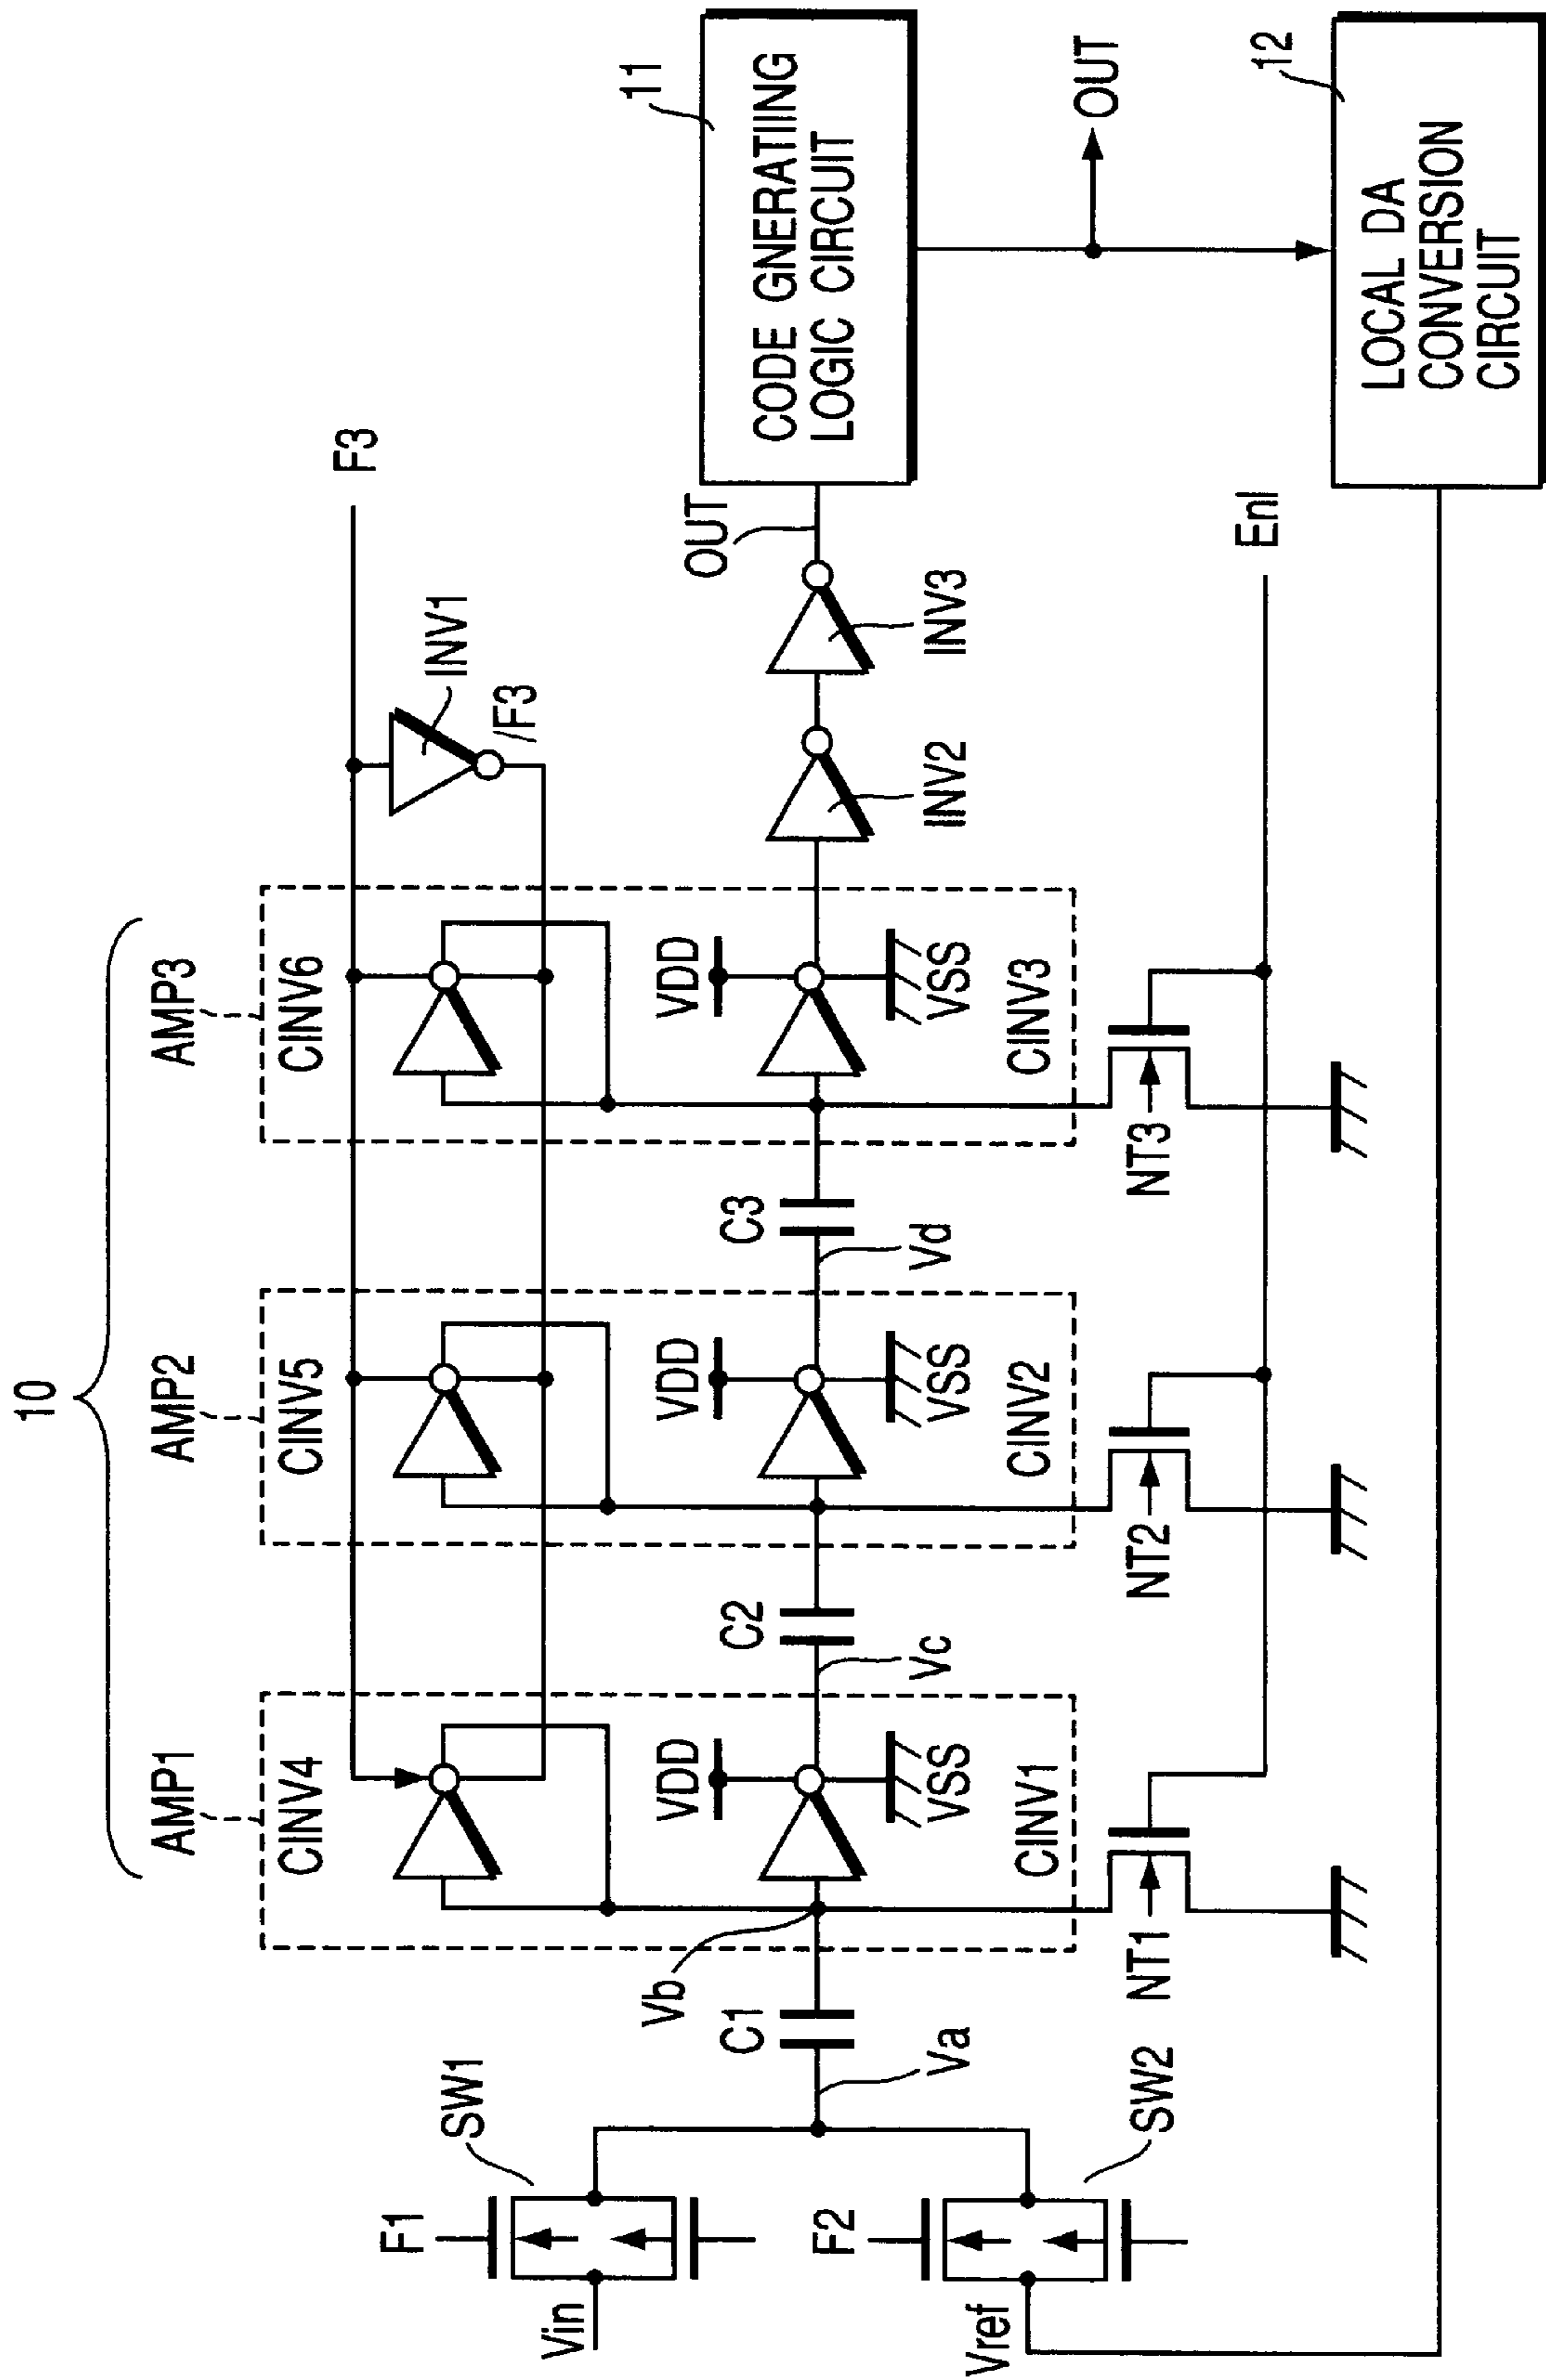 10
AMP1
AMP2
AMP3
CINV4
CINV5
CINV6
F3
INV1
/F3
VDD
VDD
VDD
VSS
VSS
VSS
CINV1
CINV2
CINV3
Vb
C1
Va
C2
Vc
C3
Vd
SW1
F1
Vin
SW2
F2
Vref
INV2
INV3
OUT
11
CODE GNERATIING
LOGIC CIRCUIT
OUT
12
LOCAL DA
CONVERSION
CIRCUIT
NT1
NT2
NT3
Enl